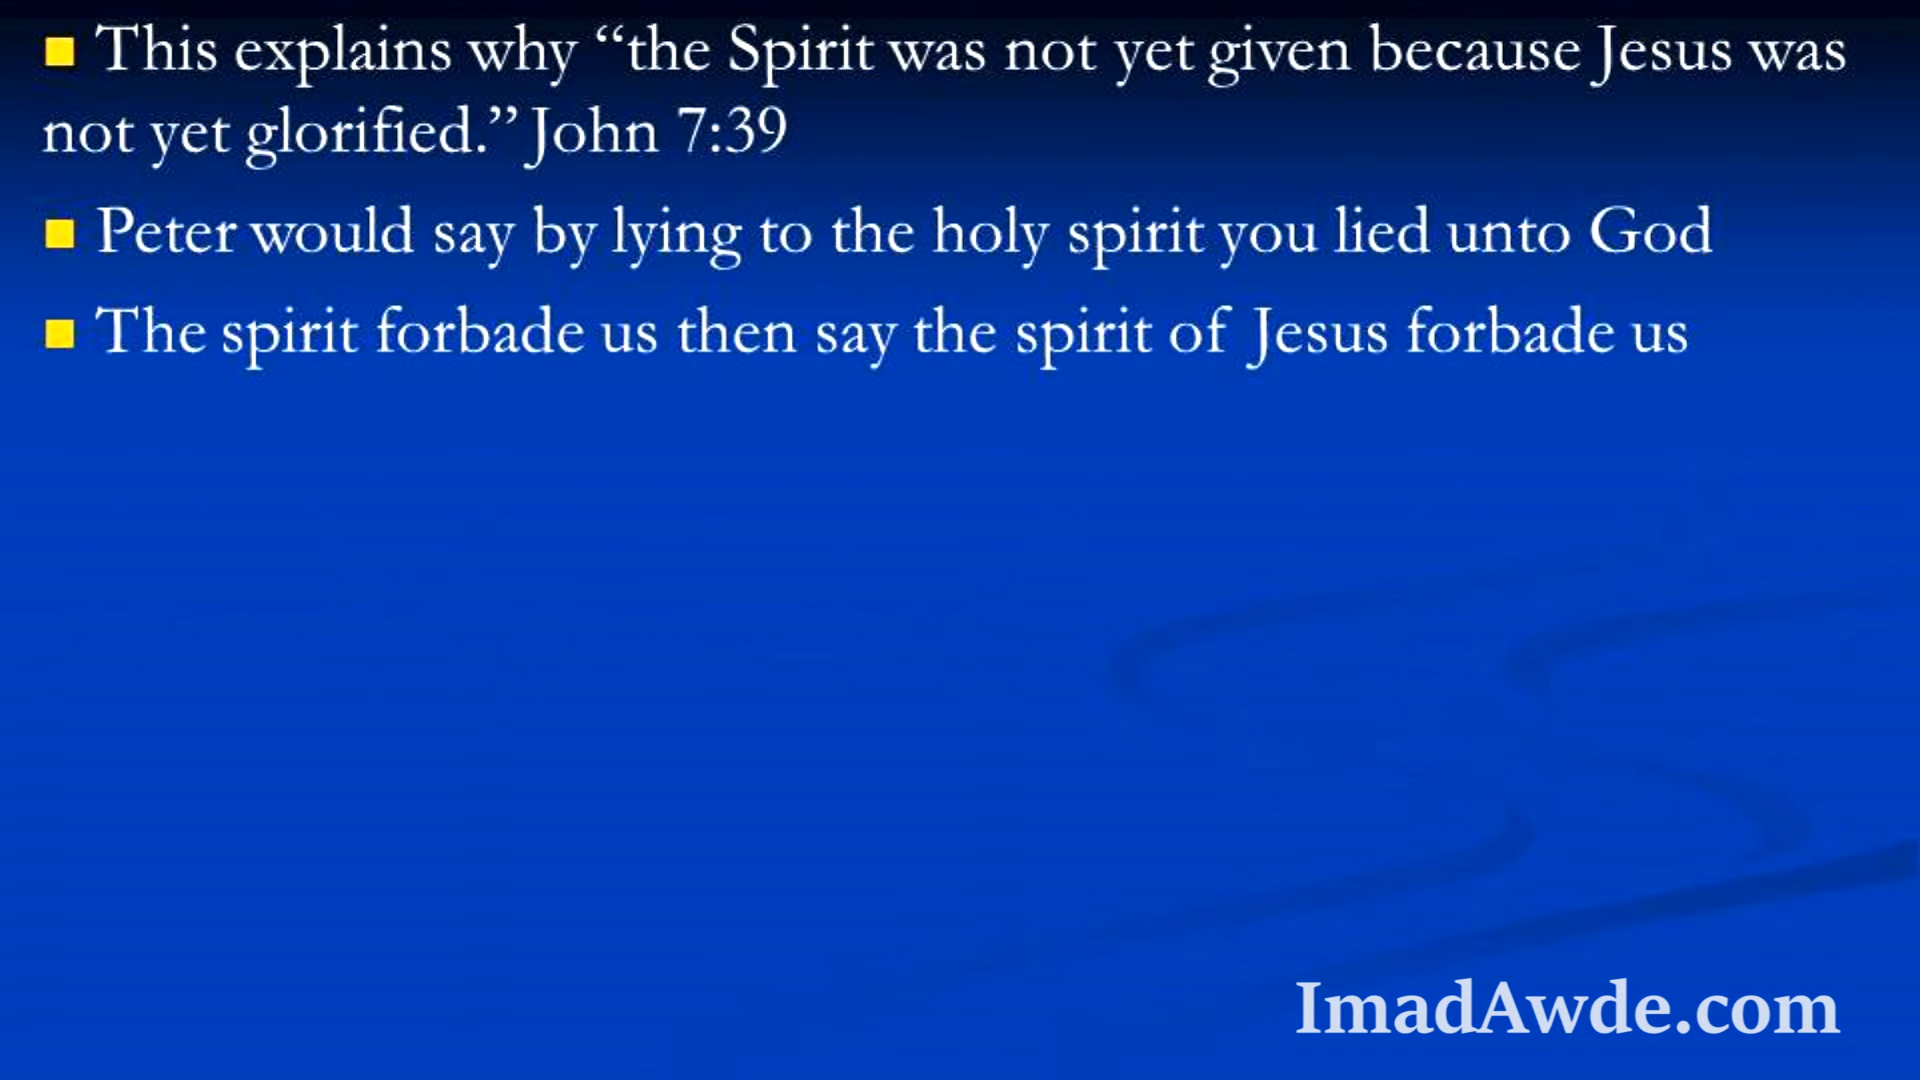 ■ This explains why “the Spirit was not yet given because Jesus was
not yet glorified.” John 7:39
■ Peter would say by lying to the holy spirit you lied unto God
■ The spirit forbade us then say the spirit of Jesus forbade us
ImadAwde.com